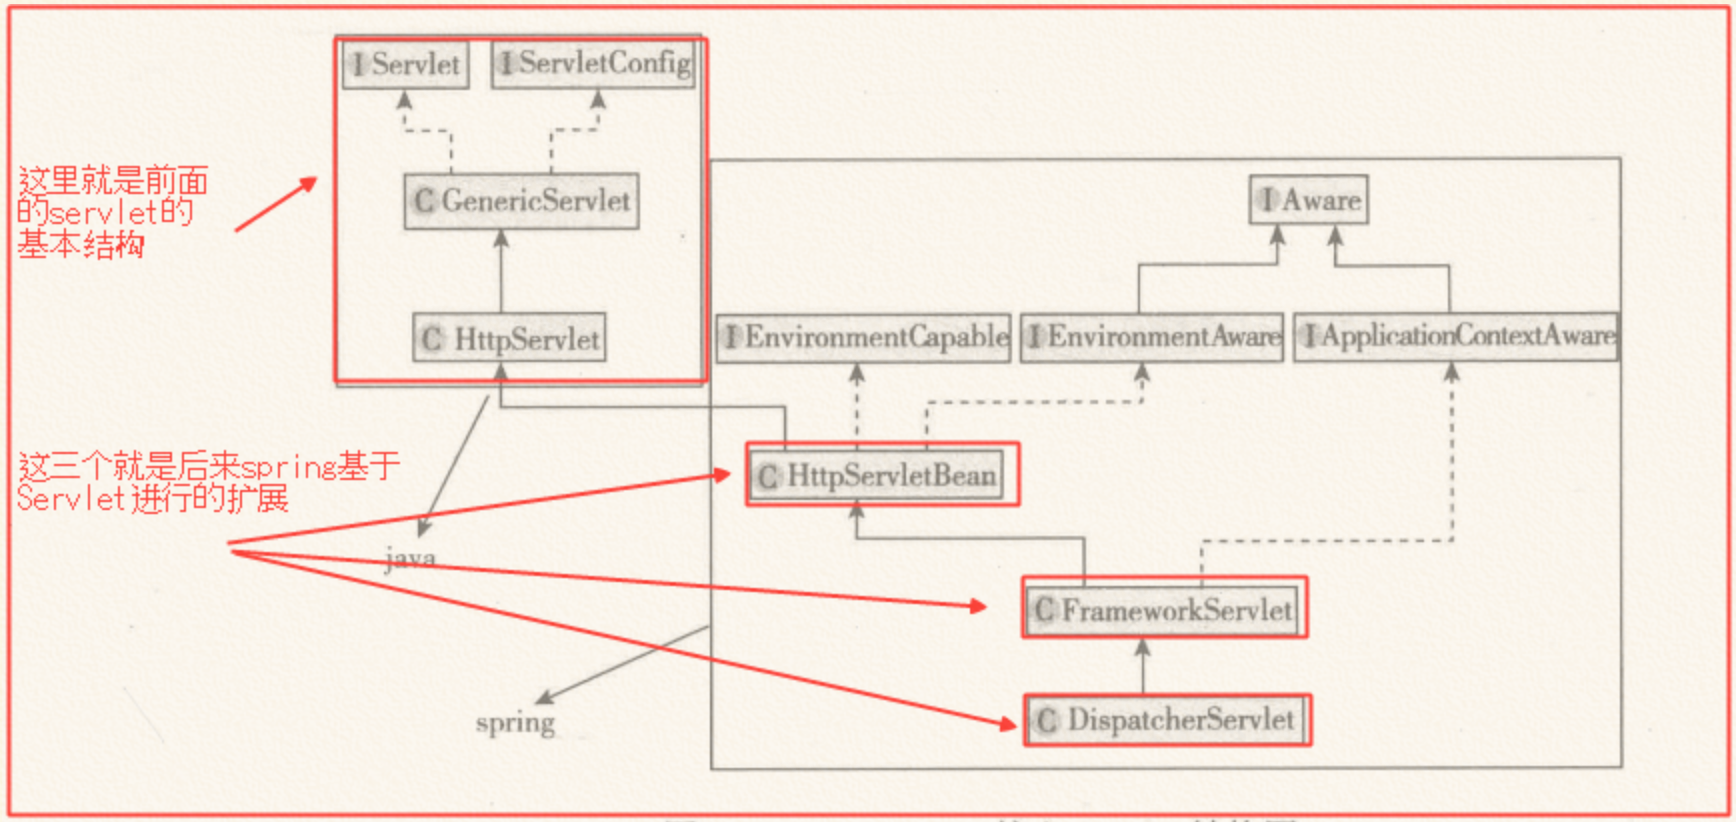 I Servlet
I ServletConfig
C GenericServlet
C HttpServlet
这里就是前面
的servlet的
基本结构
I Aware
I EnvironmentCapable
I EnvironmentAware
I ApplicationContextAware
C HttpServletBean
C FrameworkServlet
C DispatcherServlet
这三个就是后来spring基于
Servlet进行的扩展
java
spring